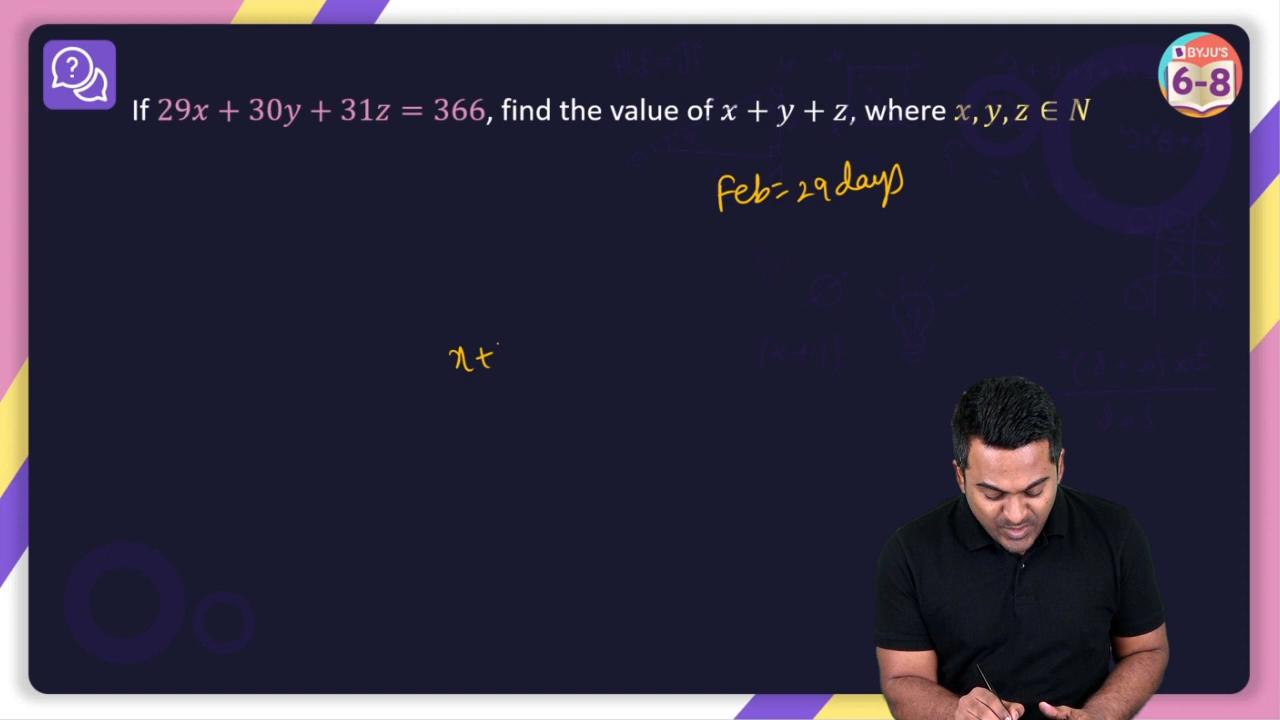 BYJU'S
6-8
If 29x + 30y + 31z = 366, find the value of x + y + z, where x, y, z ∈ N
Feb = 29 days
x +